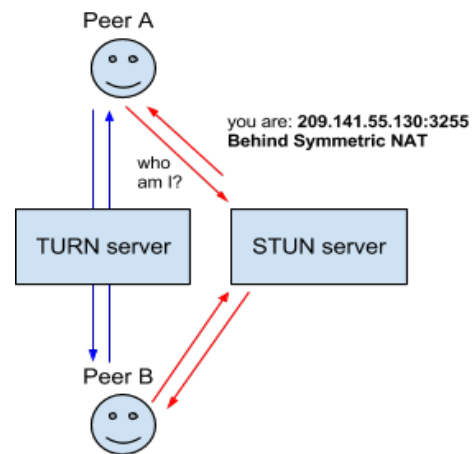 Peer A
you are: 209.141.55.130:3255
Behind Symmetric NAT
who
am I?
TURN server
STUN server
Peer B